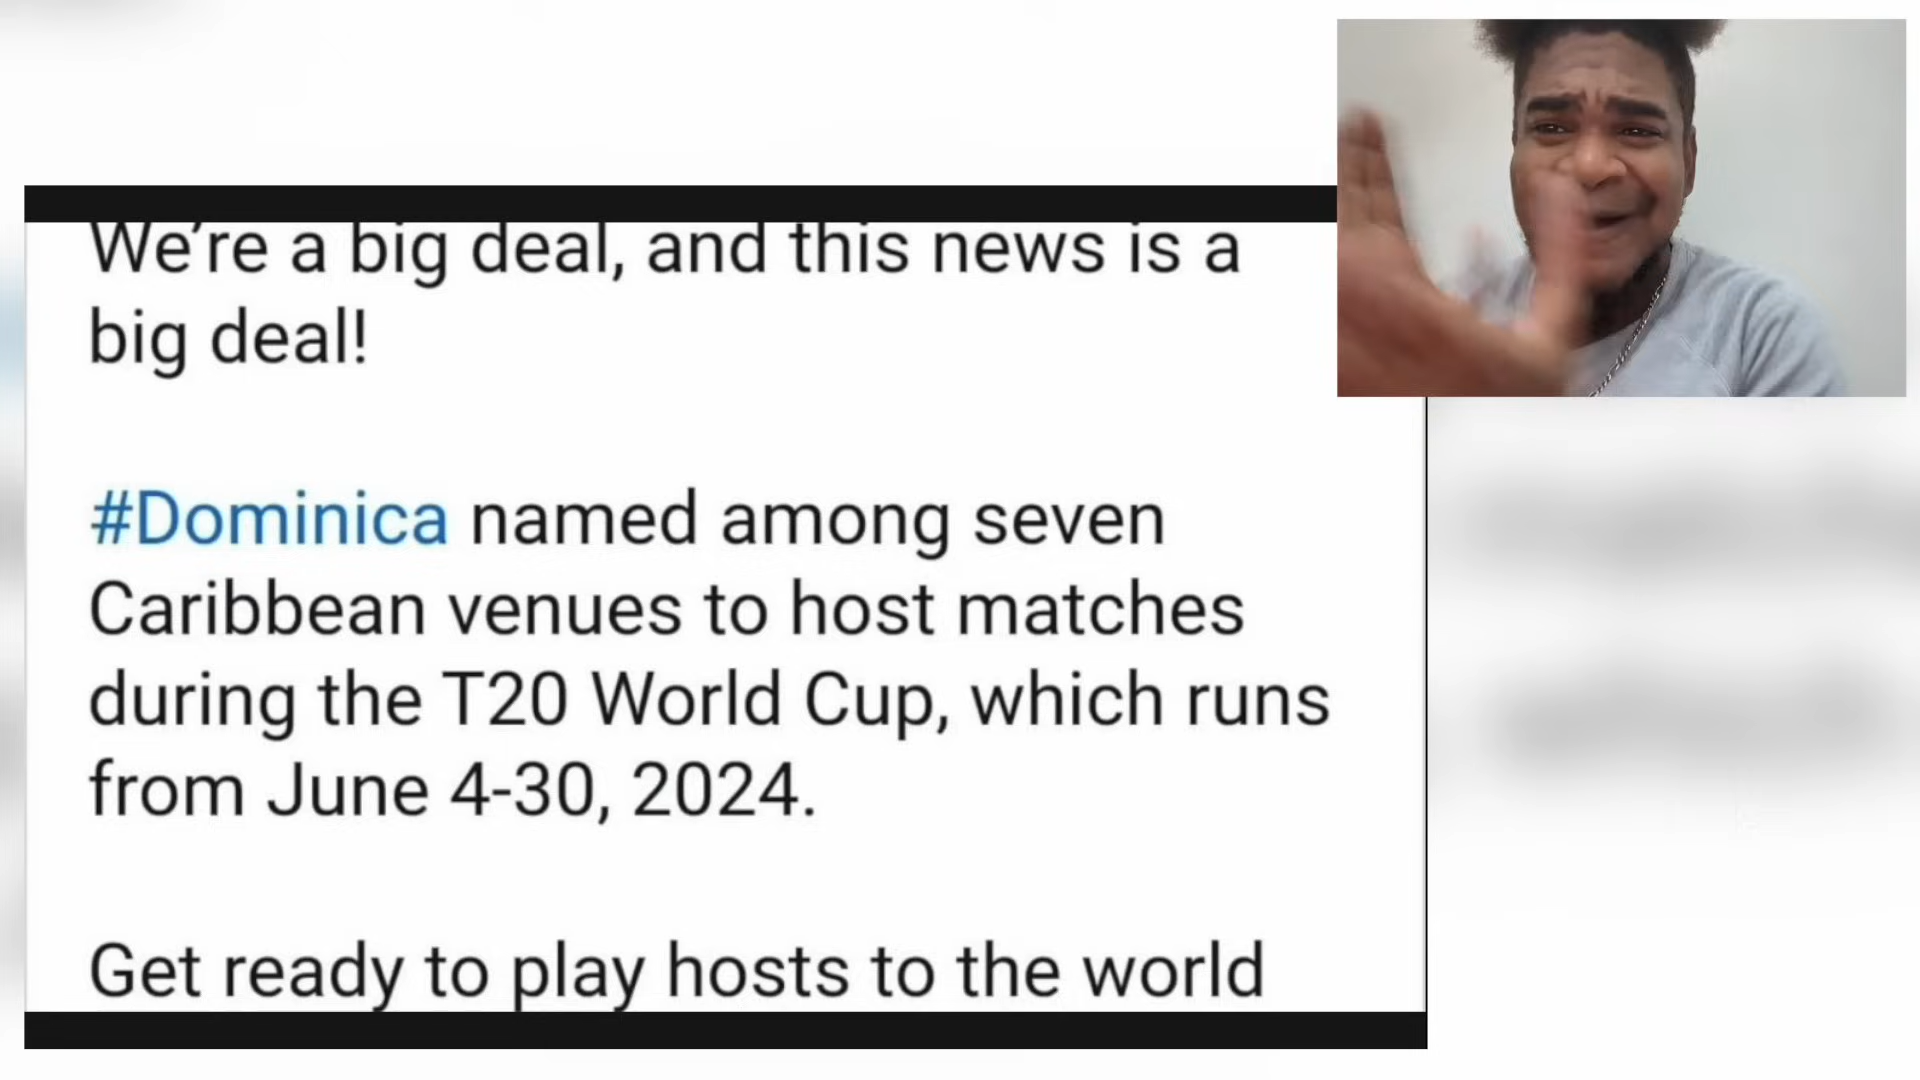 We're a big deal, and this news is a
big deal!
#Dominica named among seven
Caribbean venues to host matches
during the T20 World Cup, which runs
from June 4-30, 2024.
Get ready to play hosts to the world